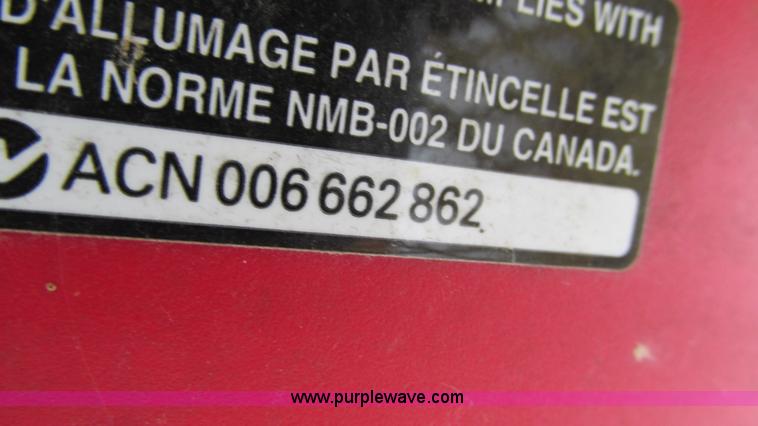 LIES WITH
D'ALLUMAGE PAR ÉTINCELLE EST
LA NORME NMB-002 DU CANADA.
ACN 006 662 862
www.purplewave.com